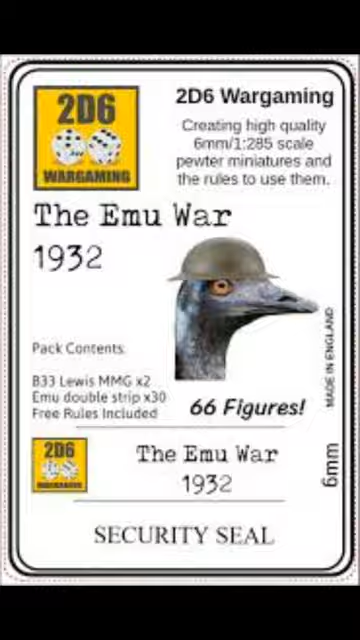 2D6
WARGAMING
2D6 Wargaming
Creating high quality
6mm/1:285 scale
pewter miniatures and
the rules to use them.
The Emu War
1932
Pack Contents:
B33 Lewis MMG x2
Emu double strip x30
Free Rules Included
66 Figures!
MADE IN ENGLAND
2D6
WARGAMING
The Emu War
1932
6mm
SECURITY SEAL